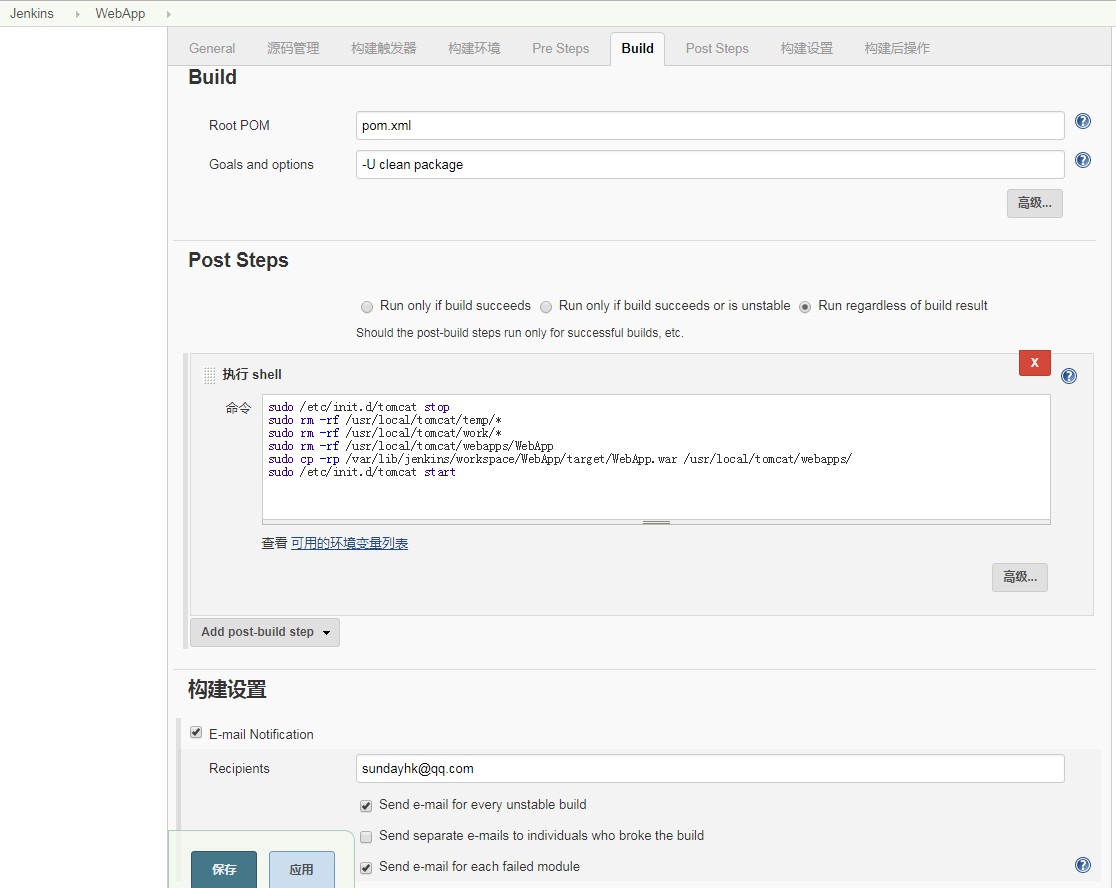 Jenkins WebApp
General 源码管理 构建触发器 构建环境 Pre Steps Build Post Steps 构建设置 构建后操作
Build
Root POM pom.xml
Goals and options -U clean package
高级...
Post Steps
Run only if build succeeds Run only if build succeeds or is unstable Run regardless of build result
Should the post-build steps run only for successful builds, etc.
X
执行 shell
命令
sudo /etc/init.d/tomcat stop
sudo rm -rf /usr/local/tomcat/temp/*
sudo rm -rf /usr/local/tomcat/work/*
sudo rm -rf /usr/local/tomcat/webapps/WebApp
sudo cp -rp /var/lib/jenkins/workspace/WebApp/target/WebApp.war /usr/local/tomcat/webapps/
sudo /etc/init.d/tomcat start
查看 可用的环境变量列表
高级...
Add post-build step
构建设置
E-mail Notification
Recipients sundayhk@qq.com
Send e-mail for every unstable build
Send separate e-mails to individuals who broke the build
Send e-mail for each failed module
保存 应用